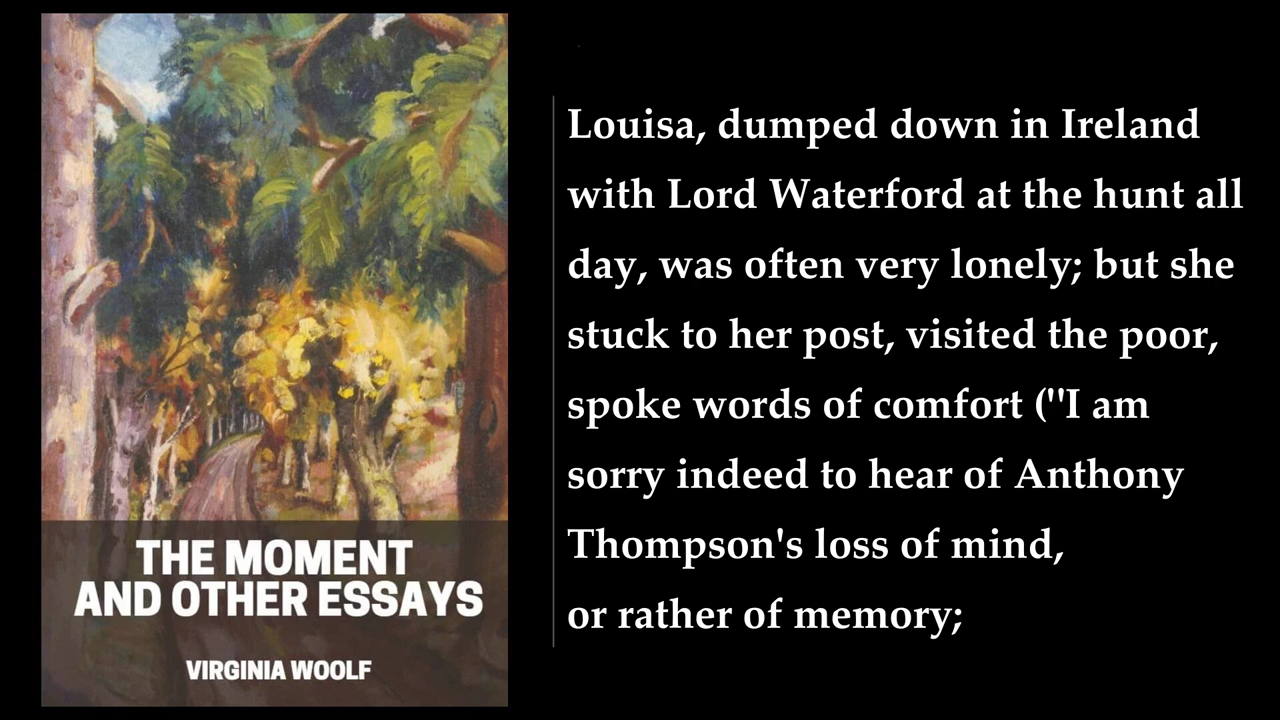 THE MOMENT
AND OTHER ESSAYS
VIRGINIA WOOLF
Louisa, dumped down in Ireland
with Lord Waterford at the hunt all
day, was often very lonely; but she
stuck to her post, visited the poor,
spoke words of comfort ("I am
sorry indeed to hear of Anthony
Thompson's loss of mind,
or rather of memory;